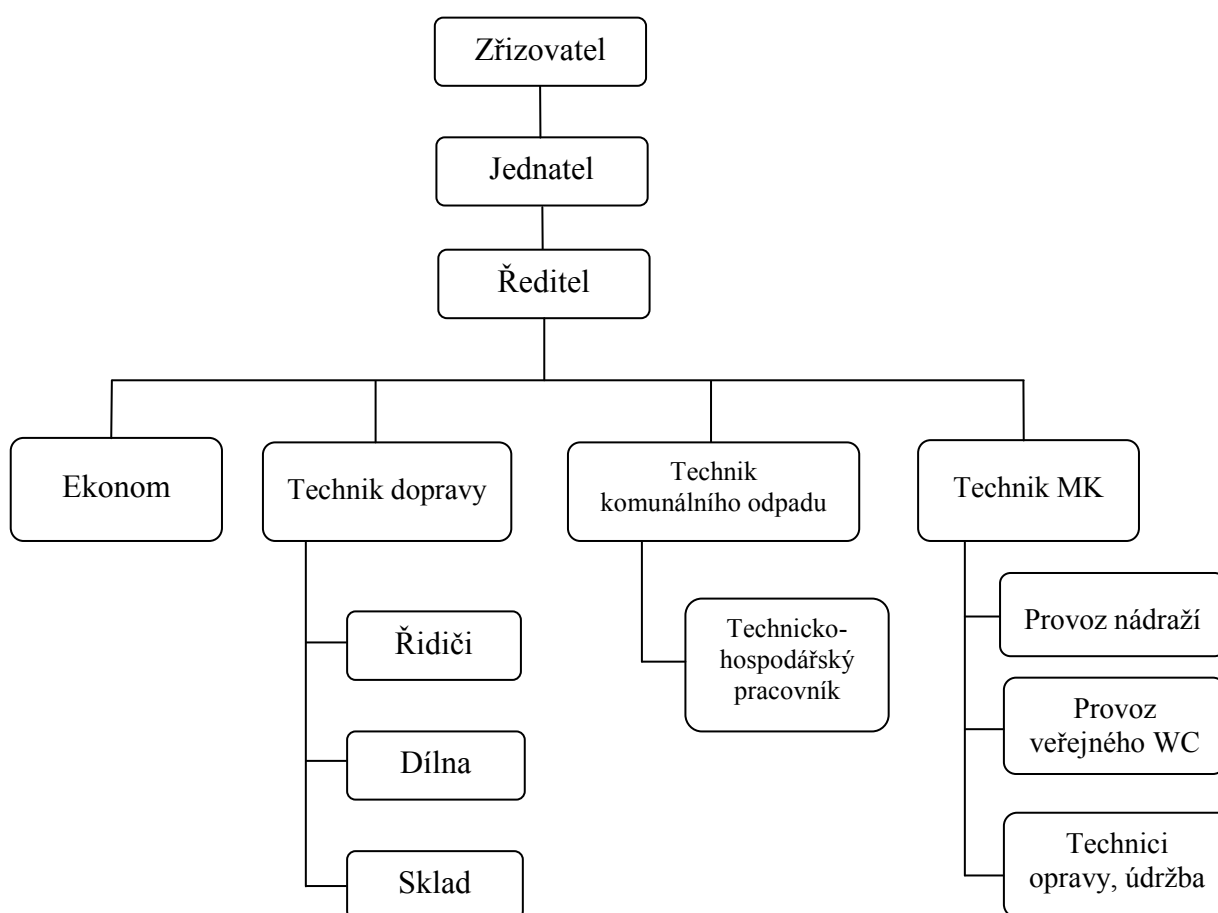 Zřizovatel
Jednatel
Ředitel
Ekonom
Technik dopravy
Technik
komunálního odpadu
Technik MK
Řidiči
Dílna
Sklad
Technicko-
hospodářský
pracovník
Provoz nádraží
Provoz
veřejného WC
Technici
opravy, údržba